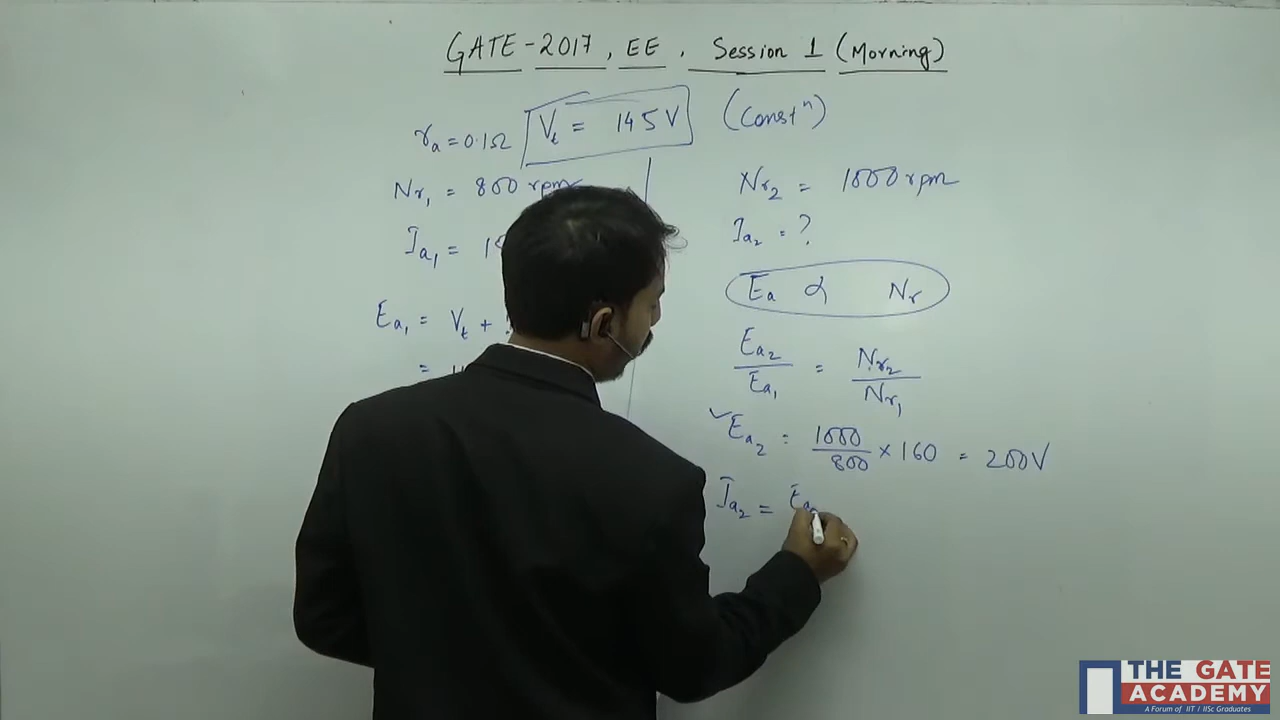 GATE-2017, EE, Session 1 (Morning)
rₐ = 0.1Ω Vₜ = 145 V (Constⁿ)
Nr₁ = 800 rpm
Iₐ₁ =
Eₐ₁ = Vₜ +
=
Nr₂ = 1000 rpm
Iₐ₂ = ?
Eₐ α Nr
Eₐ₂ / Eₐ₁ = Nr₂ / Nr₁
✓Eₐ₂ = 1000/800 × 160 = 200V
Iₐ₂ = Eₐ
THE GATE
ACADEMY
A Forum of IIT / IISc Graduates